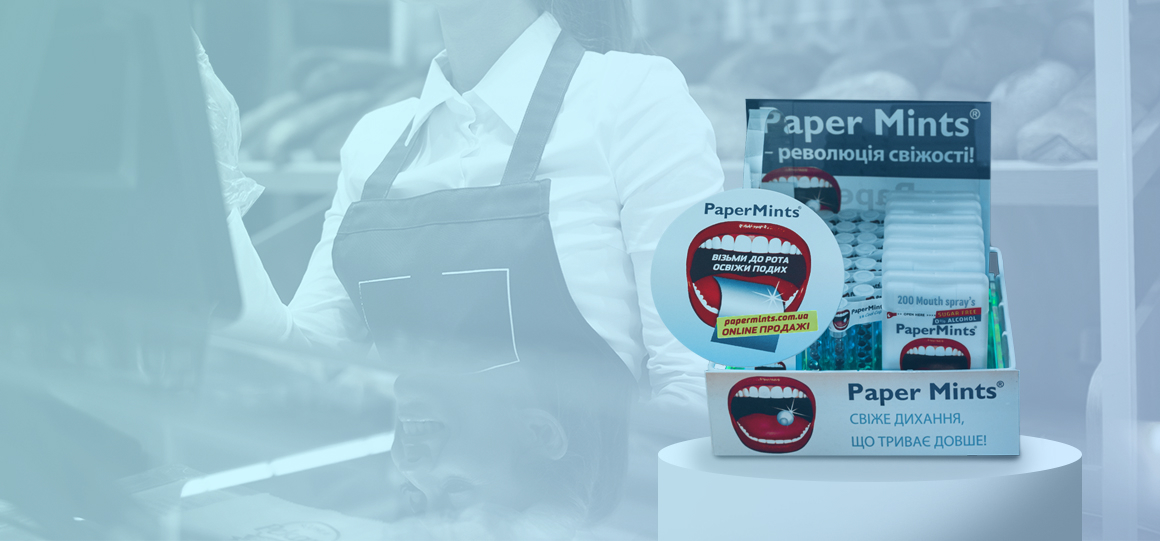 Paper Mints®
- революція свіжості!
PaperMints®
ВІЗЬМИ ДО РОТА
ОСВІЖИ ПОДИХ
papermints.com.ua
ONLINE ПРОДАЖІ
200 Mouth spray's
SUGAR FREE
0% ALCOHOL
PaperMints
Paper Mints®
СВІЖЕ ДИХАННЯ,
ЩО ТРИВАЄ ДОВШЕ!